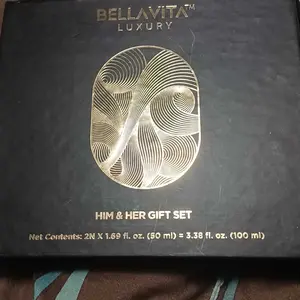 BELLAVITA™
LUXURY
HIM & HER GIFT SET
Net Contents: 2N X 1.69 fl. oz. (50 ml) = 3.38 fl. oz. (100 ml)